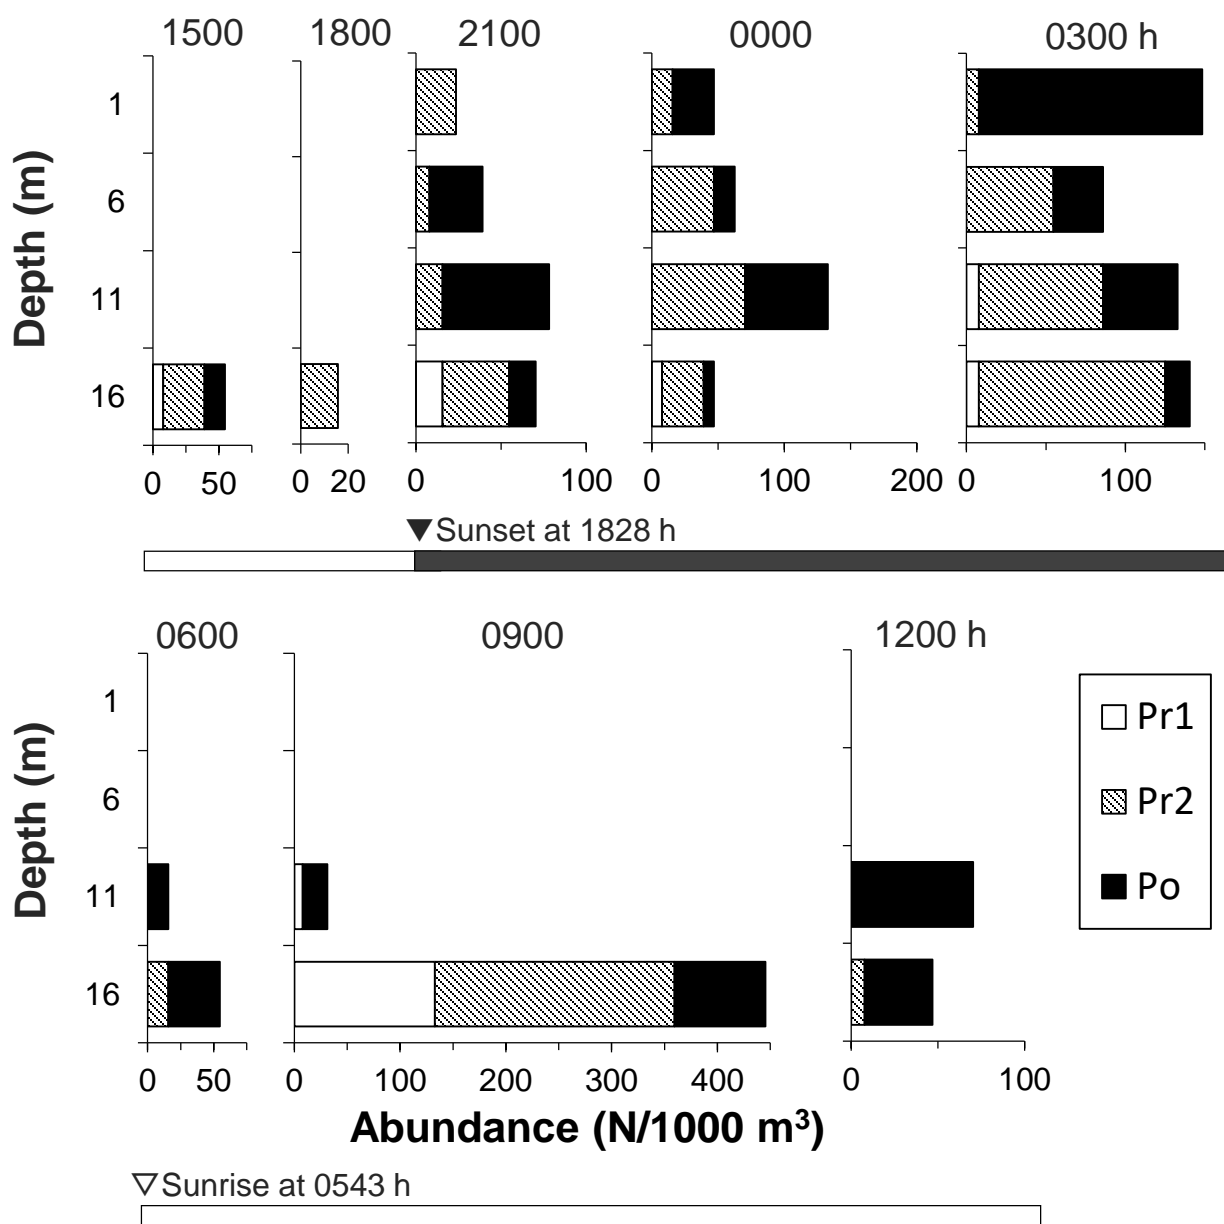 1500 1800 2100 0000 0300 h
Depth (m)
1
6
11
16
0 50 0 20 0 100 0 100 200 0 100
▼Sunset at 1828 h
0600 0900 1200 h
Depth (m)
1
6
11
16
Pr1
Pr2
Po
0 50 0 100 200 300 400 0 100
Abundance (N/1000 m³)
▽Sunrise at 0543 h